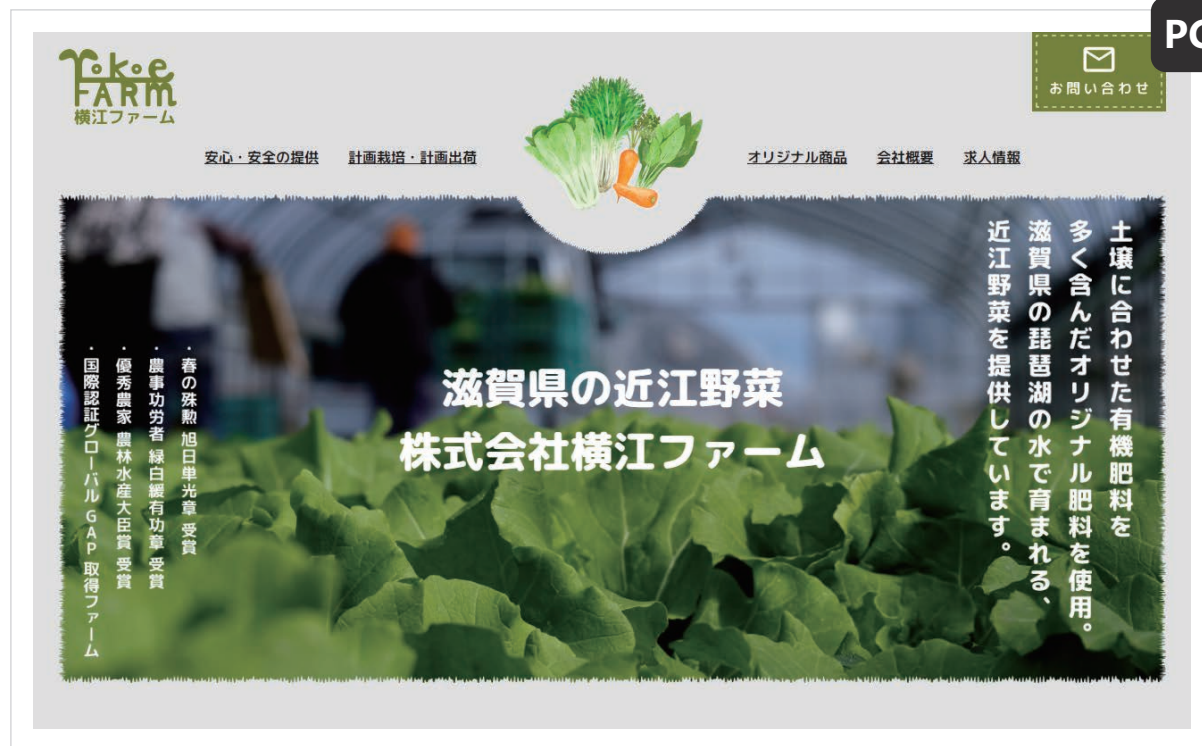 PC
Yokoe
FARM
横江ファーム
お問い合わせ
安心・安全の提供
計画栽培・計画出荷
オリジナル商品
会社概要
求人情報
土壌に合わせた有機肥料を
多く含んだオリジナル肥料を使用。
滋賀県の琵琶湖の水で育まれる、
近江野菜を提供しています。
滋賀県の近江野菜
株式会社横江ファーム
・春の殊勲 旭日単光章 受賞
・農事功労者 緑白綬有功章 受賞
・優秀農家 農林水産大臣賞 受賞
・国際認証グローバル GAP 取得ファーム